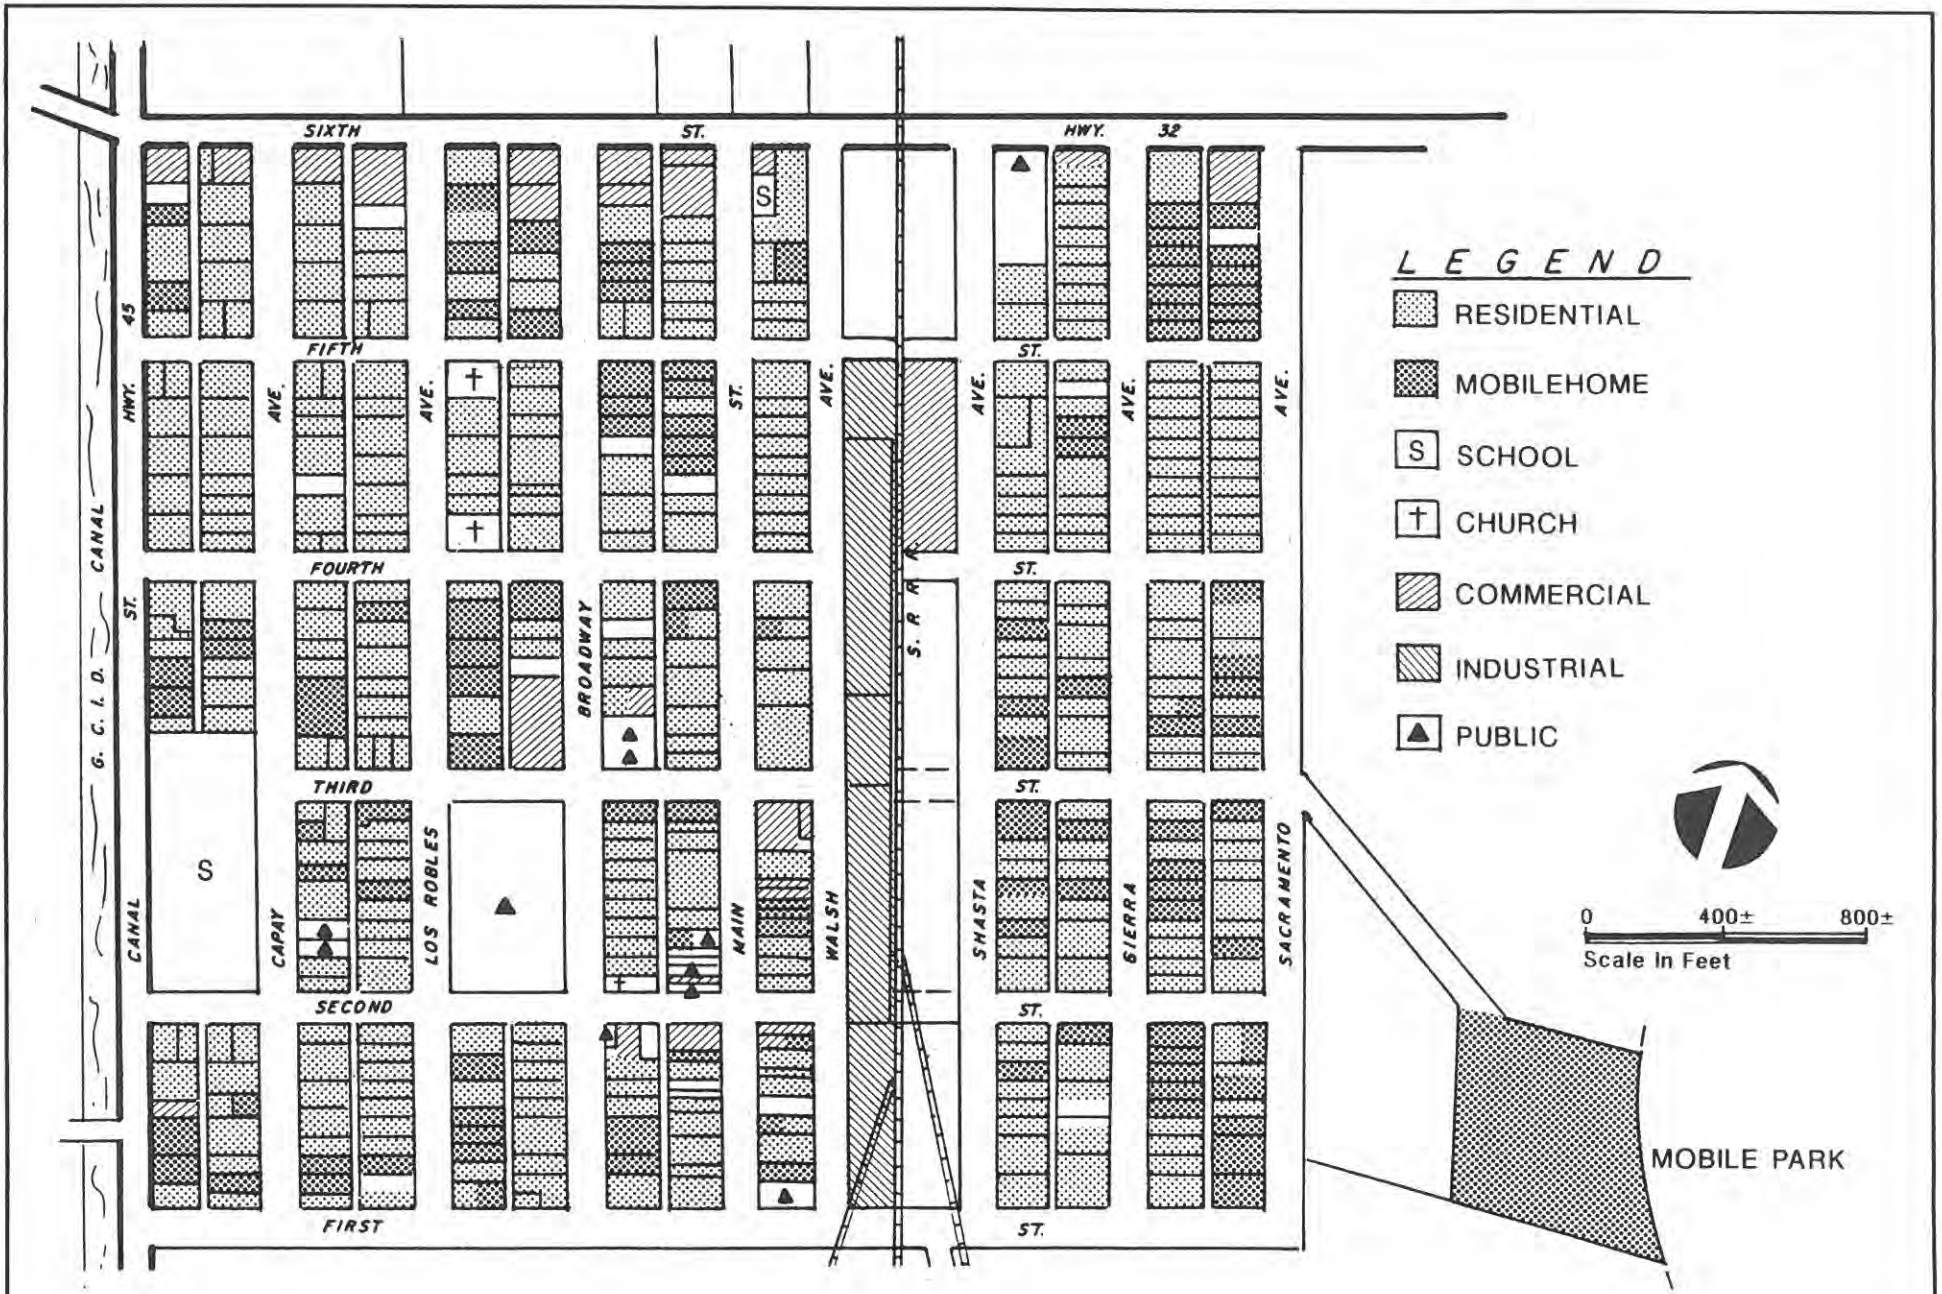 SIXTH ST. HWY. 32
S
HWY. 45
FIFTH ST.
AVE. AVE. ST. AVE. AVE. AVE. AVE.
✝
✝
G. C. I. D. CANAL
FOURTH ST.
S. P. R. R.
CANAL ST.
BROADWAY
THIRD ST.
S
CAPAY
LOS ROBLES
MAIN
WALSH
SHASTA
SIERRA
SACRAMENTO
✝
SECOND ST.
FIRST ST.
LEGEND
RESIDENTIAL
MOBILEHOME
S SCHOOL
✝ CHURCH
COMMERCIAL
INDUSTRIAL
PUBLIC
0 400± 800±
Scale In Feet
MOBILE PARK